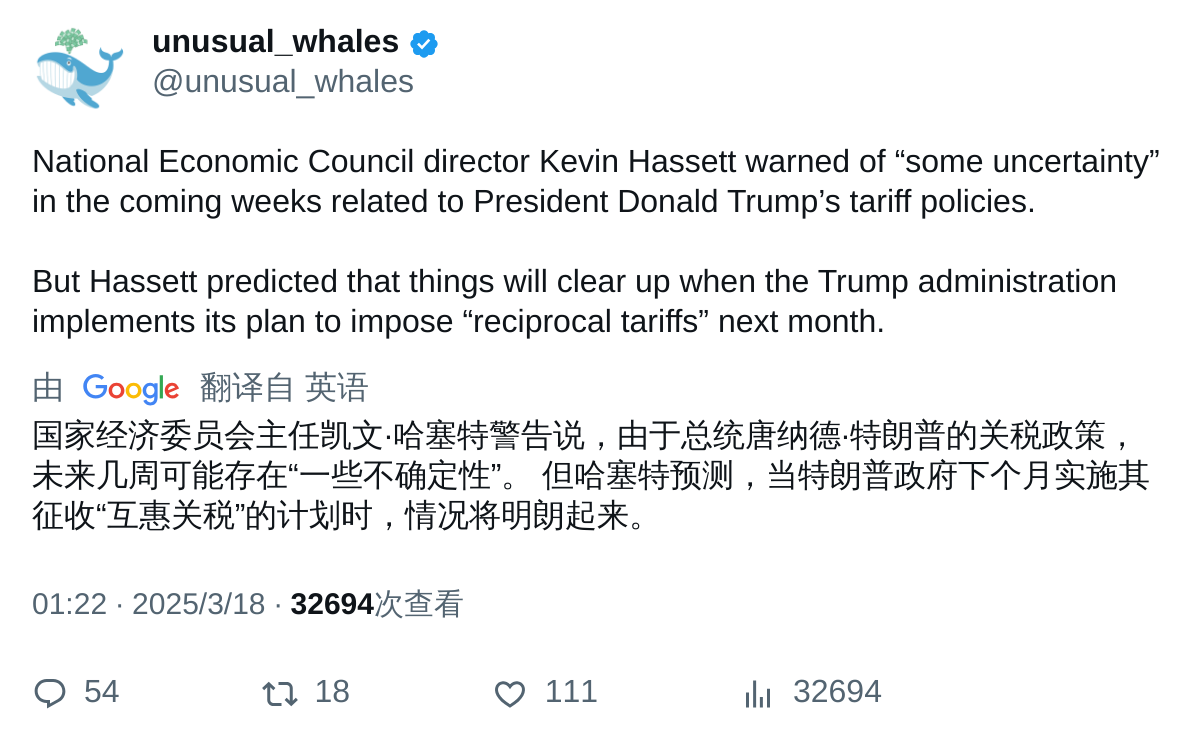 unusual_whales
@unusual_whales
National Economic Council director Kevin Hassett warned of “some uncertainty”
in the coming weeks related to President Donald Trump’s tariff policies.
But Hassett predicted that things will clear up when the Trump administration
implements its plan to impose “reciprocal tariffs” next month.
由 Google 翻译自 英语
国家经济委员会主任凯文·哈塞特警告说，由于总统唐纳德·特朗普的关税政策，
未来几周可能存在“一些不确定性”。 但哈塞特预测，当特朗普政府下个月实施其
征收“互惠关税”的计划时，情况将明朗起来。
01:22 · 2025/3/18 · 32694次查看
54 18 111 32694